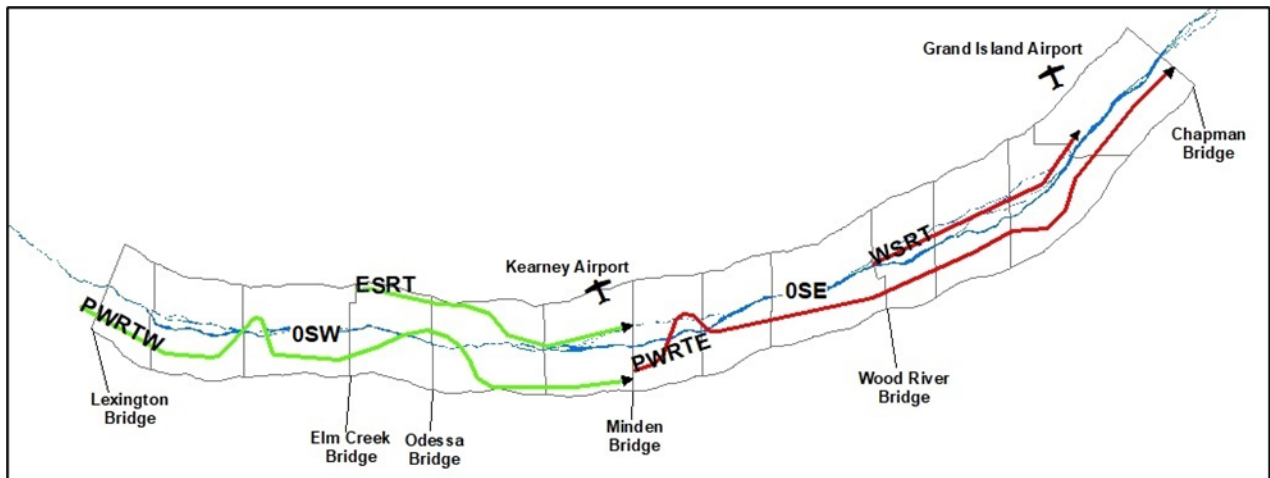 Grand Island Airport
Chapman
Bridge
Kearney Airport
WSRT
ESRT
0SE
PWRTW
0SW
PWRTE
Lexington
Bridge
Elm Creek
Bridge
Odessa
Bridge
Minden
Bridge
Wood River
Bridge